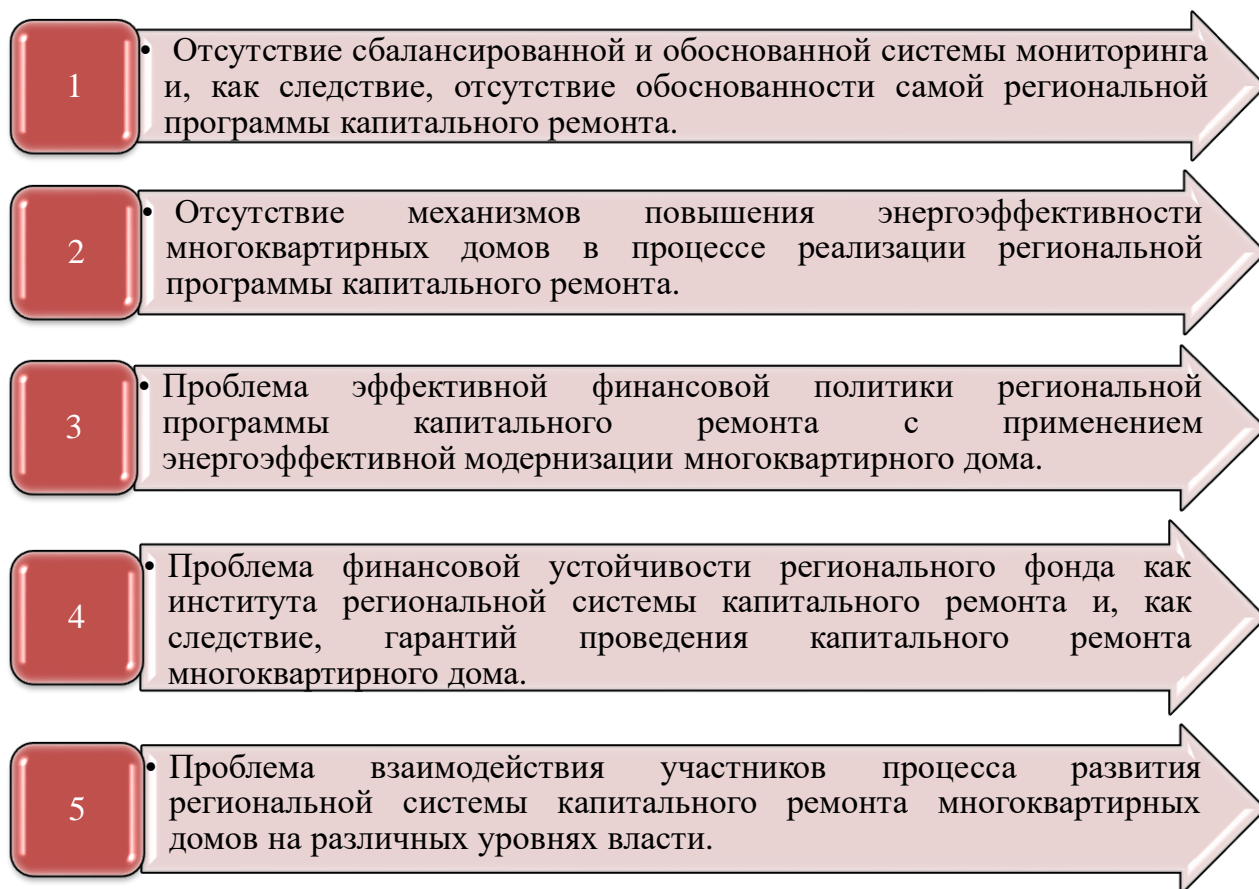 1
• Отсутствие сбалансированной и обоснованной системы мониторинга
и, как следствие, отсутствие обоснованности самой региональной
программы капитального ремонта.
2
• Отсутствие механизмов повышения энергоэффективности
многоквартирных домов в процессе реализации региональной
программы капитального ремонта.
3
• Проблема эффективной финансовой политики региональной
программы капитального ремонта с применением
энергоэффективной модернизации многоквартирного дома.
4
• Проблема финансовой устойчивости регионального фонда как
института региональной системы капитального ремонта и, как
следствие, гарантий проведения капитального ремонта
многоквартирного дома.
5
• Проблема взаимодействия участников процесса развития
региональной системы капитального ремонта многоквартирных
домов на различных уровнях власти.